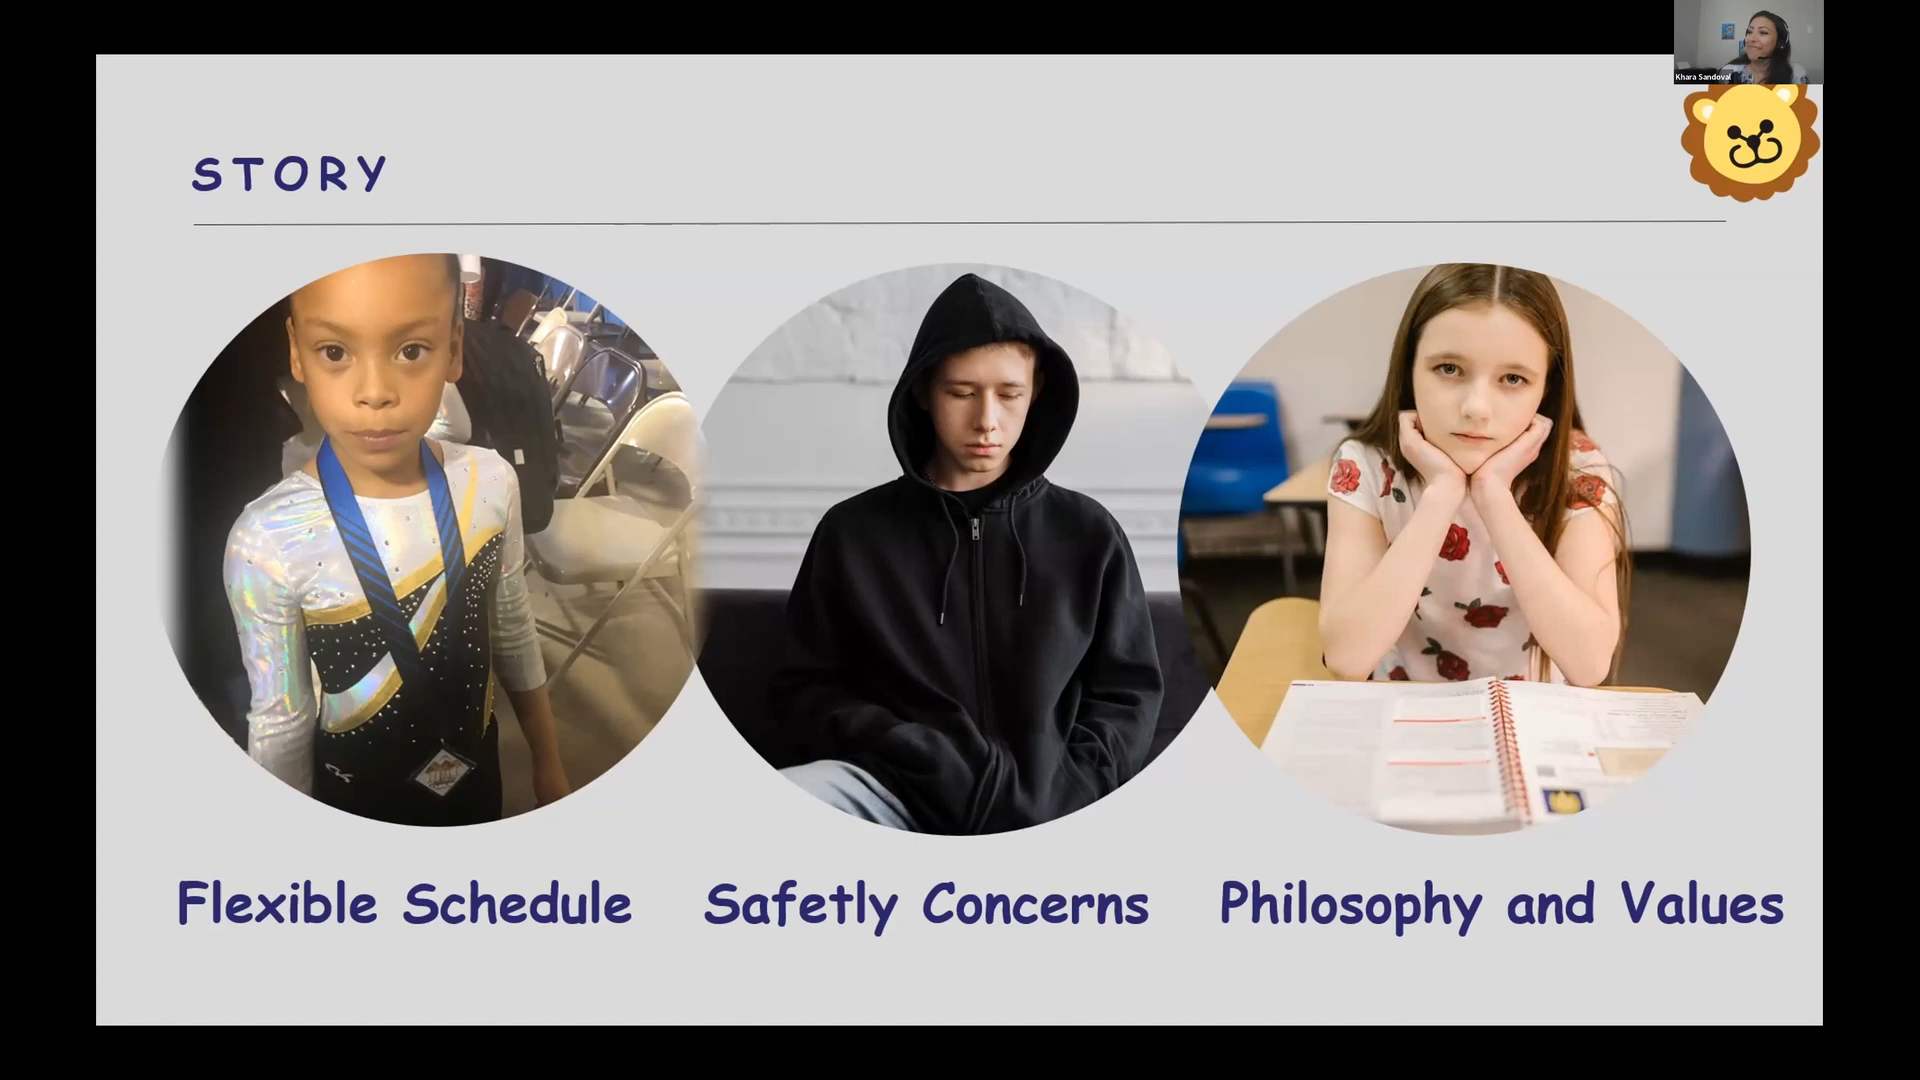 Khara Sandoval
STORY
Flexible Schedule
Safetly Concerns
Philosophy and Values